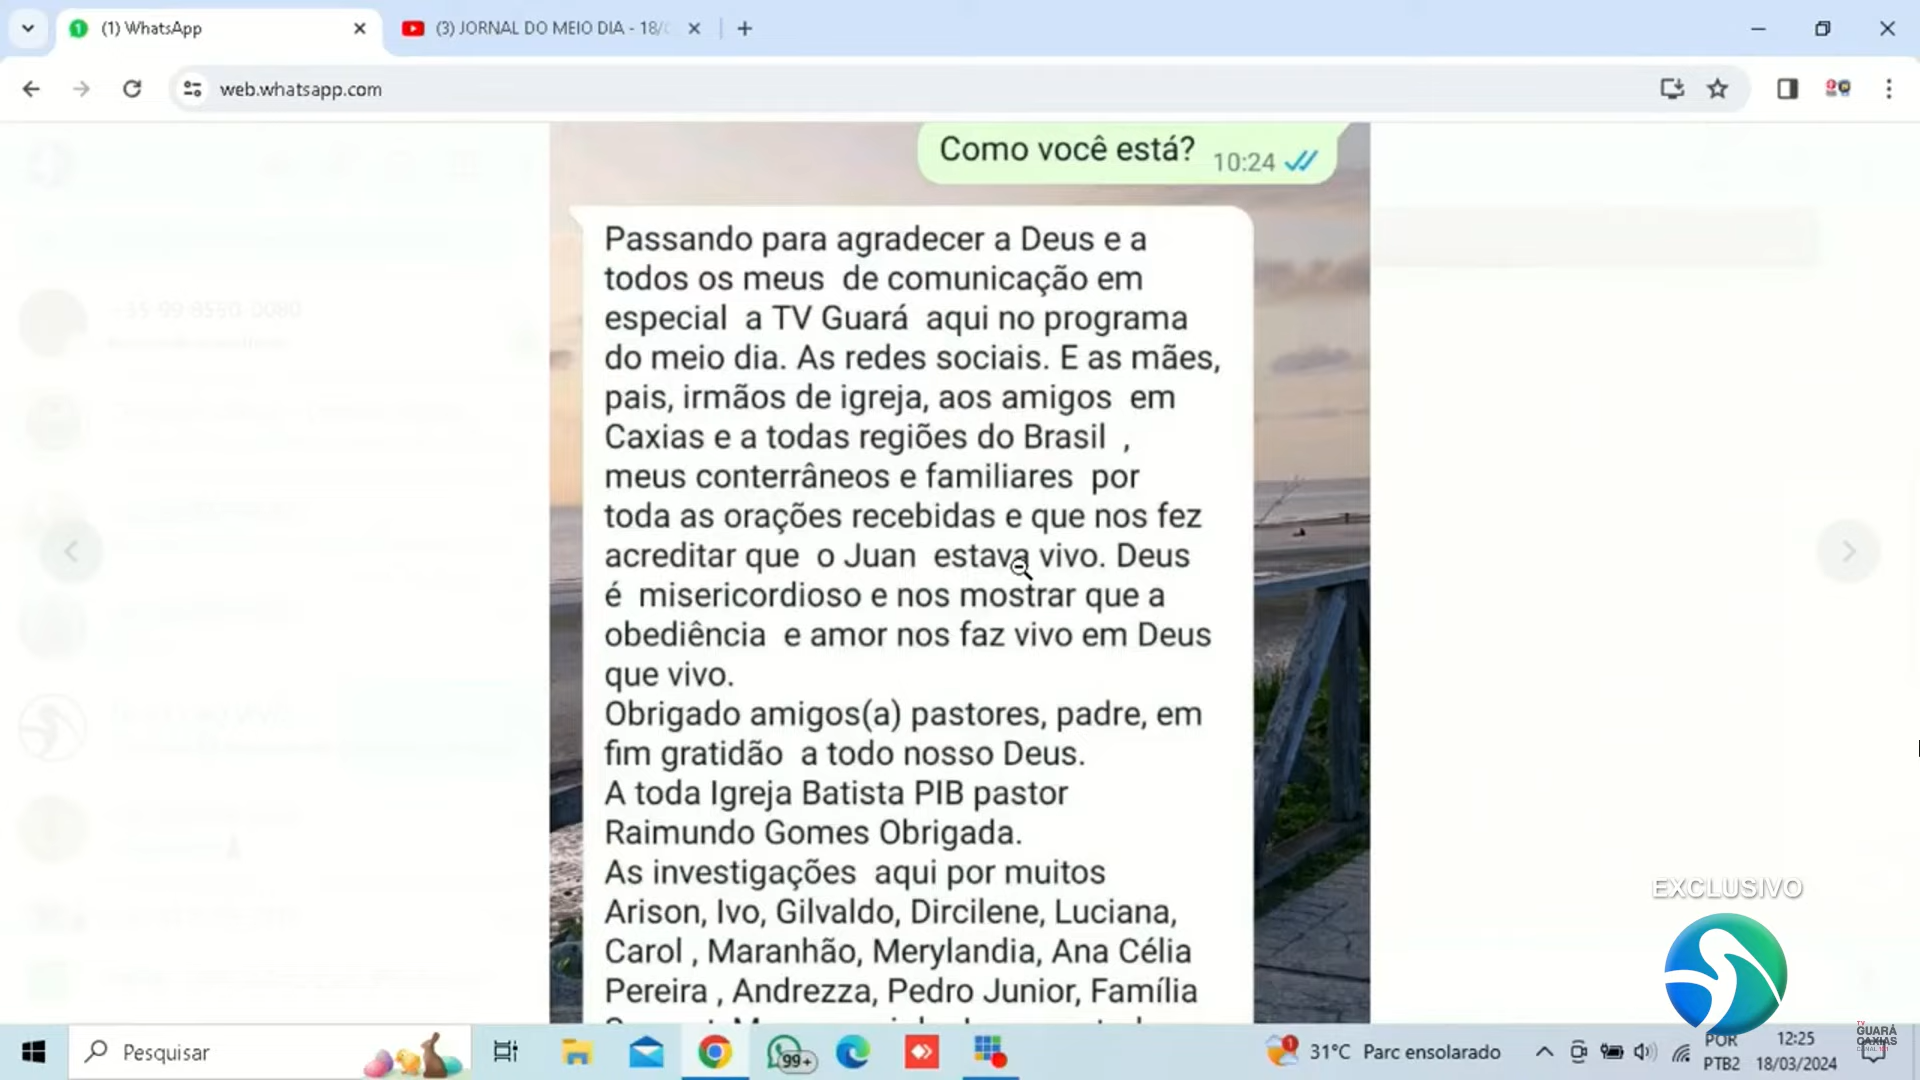 (1) WhatsApp
(3) JORNAL DO MEIO DIA - 18/
web.whatsapp.com
Como você está?
10:24
Passando para agradecer a Deus e a
todos os meus de comunicação em
especial a TV Guará aqui no programa
do meio dia. As redes sociais. E as mães,
pais, irmãos de igreja, aos amigos em
Caxias e a todas regiões do Brasil ,
meus conterrâneos e familiares por
toda as orações recebidas e que nos fez
acreditar que o Juan estava vivo. Deus
é misericordioso e nos mostrar que a
obediência e amor nos faz vivo em Deus
que vivo.
Obrigado amigos(a) pastores, padre, em
fim gratidão a todo nosso Deus.
A toda Igreja Batista PIB pastor
Raimundo Gomes Obrigada.
As investigações aqui por muitos
Arison, Ivo, Gilvaldo, Dircilene, Luciana,
Carol , Maranhão, Merylandia, Ana Célia
Pereira , Andrezza, Pedro Junior, Família
EXCLUSIVO
TV
GUARÁ
CAXIAS
Pesquisar
99+
1
31°C Parc ensolarado
POR
PTB2
12:25
18/03/2024